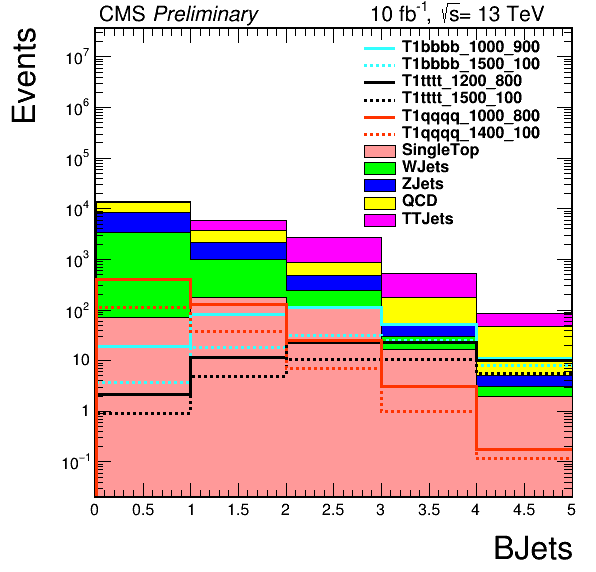 CMS Preliminary 10 fb⁻¹, √s= 13 TeV
Events
10⁷
10⁶
10⁵
10⁴
10³
10²
10
1
10⁻¹
T1bbbb_1000_900
T1bbbb_1500_100
T1tttt_1200_800
T1tttt_1500_100
T1qqqq_1000_800
T1qqqq_1400_100
SingleTop
WJets
ZJets
QCD
TTJets
0 0.5 1 1.5 2 2.5 3 3.5 4 4.5 5
BJets